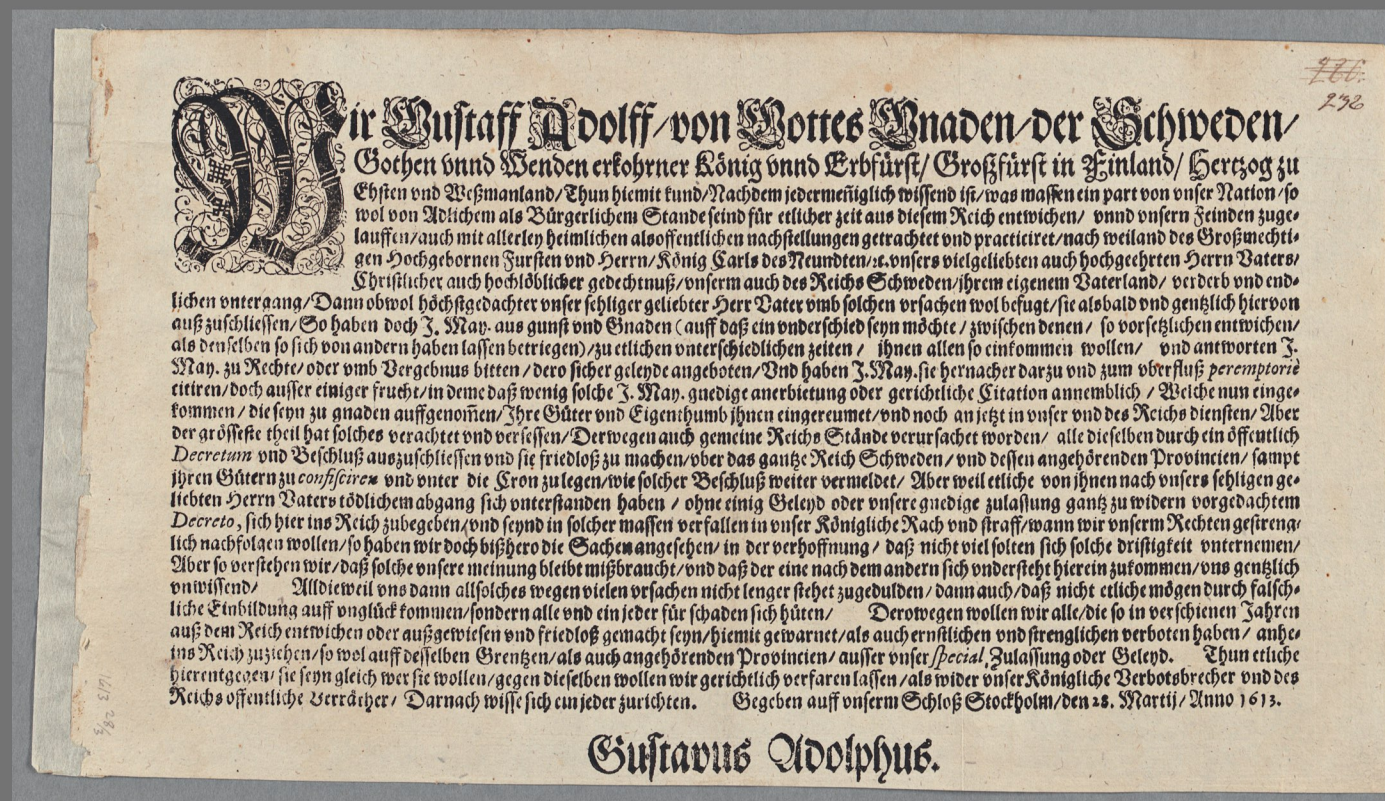 486.
232
Wir Gustaff Adolff/von Gottes Gnaden/der Schweden/
Gothen vnnd Wenden erkohrner König vnnd Erbfürst/Großfürst in Finland/Hertzog zu
Ehsten vnd Weßmanland/Thun hiemit kund/Nachdem jedermeñiglich wissend ist/was massen ein part von vnser Nation/so
wol von Adlichem als Bürgerlichem Stande seind für etlicher zeit aus diesem Reich entwichen/ vnnd vnsern Feinden zuge-
lauffen/auch mit allerley heimlichen als offentlichen nachstellungen getrachtet vnd practiciret/nach weiland des Großmechti-
gen Hochgebornen Fursten vnd Herrn/König Carls des Neundten/ꝛc. vnsers vielgeliebten auch hochgeehrten Herrn Vaters/
Christlicher auch hochlöblicher gedechtnuß/vnserm auch des Reichs Schweden/jhrem eigenem Vaterland/ verderb vnd end-
lichen vntergang/Dann obwol höchstgedachter vnser sehliger geliebter Herr Vater vmb solchen vrsachen wol befugt/sie alsbald vnd gentzlich hiervon
auß zuschliessen/So haben doch J. May. aus gunst vnd Gnaden (auff daß ein vnderschied seyn möchte/zwischen denen/ so vorsetzlichen entwichen/
als denselben so sich von andern haben lassen betriegen)/zu etlichen vnterschiedlichen zeiten/ ihnen allen so einkommen wollen/ vnd antworten J.
May. zu Rechte/oder vmb Vergebnus bitten/dero sicher geleyde angeboten/Vnd haben J. May. sie hernacher darzu vnd zum vberfluß peremptoriè
citiren/doch ausser einiger frucht/in deme daß wenig solche J. May. gnedige anerbietung oder gerichtliche Citation annemblich/Welche nun einge-
kommen/die seyn zu gnaden auffgenom̃en/Jhre Güter vnd Eigenthumb jhnen eingereumet/vnd noch an jetzt in vnser vnd des Reichs diensten/Aber
der grösseste theil hat solches verachtet vnd versessen/Derwegen auch gemeine Reichs Stände verursachet worden/ alle dieselben durch ein öffentlich
Decretum vnd Beschluß auszuschliessen vnd sie friedloß zu machen/vber das gantze Reich Schweden/vnd dessen angehörenden Provincien/sampt
jhren Gütern zu confisciren vnd vnter die Cron zu legen/wie solcher Beschluß weiter vermeldet/Aber weil etliche von jhnen nach vnsers sehligen ge-
liebten Herrn Vaters tödlichem abgang sich vnterstanden haben/ ohne einig Geleyd oder vnsere gnedige zulassung gantz zu widern vorgedachtem
Decreto, sich hier ins Reich zubegeben/vnd seynd in solcher massen verfallen in vnser Königliche Rach vnd straff/wann wir vnserm Rechten gestreng-
lich nachfolgen wollen/so haben wir doch bißhero die Sachen angesehen/in der verhoffnung/ daß nicht viel solten sich solche dristigkeit vnternemen/
Aber so verstehen wir/daß solche vnsere meinung bleibt mißbraucht/vnd daß der eine nach dem andern sich vndersteht hierein zukommen/vns gentzlich
vnwissend/ Alldieweil vns dann allsolches wegen vielen vrsachen nicht lenger stehet zugedulden/dann auch/daß nicht etliche mögen durch falsch-
liche Einbildung auff vnglück kommen/sondern alle vnd ein jeder für schaden sich hüten/ Derowegen wollen wir alle/die so in verschienen Jahren
auß dem Reich entwichen oder außgewiesen vnd friedloß gemacht seyn/hiemit gewarnet/als auch ernstlichen vnd strenglichen verboten haben/ anhe-
ins Reich zuziehen/so wol auff desselben Grentzen/als auch angehörenden Provincien/ausser vnser special, Zulassung oder Geleyd. Thun etliche
hierentgegen/sie seyn gleich wer sie wollen/gegen dieselben wollen wir gerichtlich verfaren lassen/als wider vnser Königliche Verbotsbrecher vnd des
Reichs offentliche Verräther/ Darnach wisse sich ein jeder zurichten. Gegeben auff vnserm Schloß Stockholm/den 28. Martij/Anno 1613.
Gustavus Adolphus.
1613 28/3